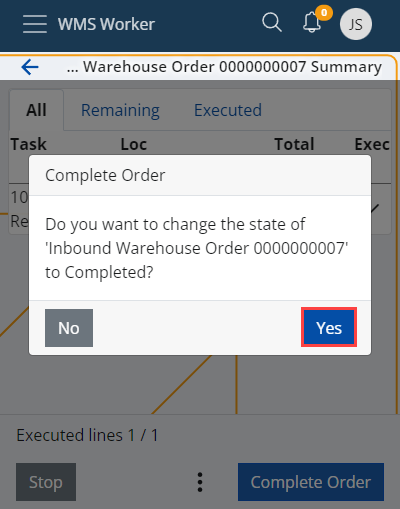 WMS Worker
0
JS
... Warehouse Order 0000000007 Summary
All Remaining Executed
Task Loc Total Exec
10
Re
Complete Order
Do you want to change the state of
'Inbound Warehouse Order 0000000007'
to Completed?
No Yes
Executed lines 1 / 1
Stop Complete Order